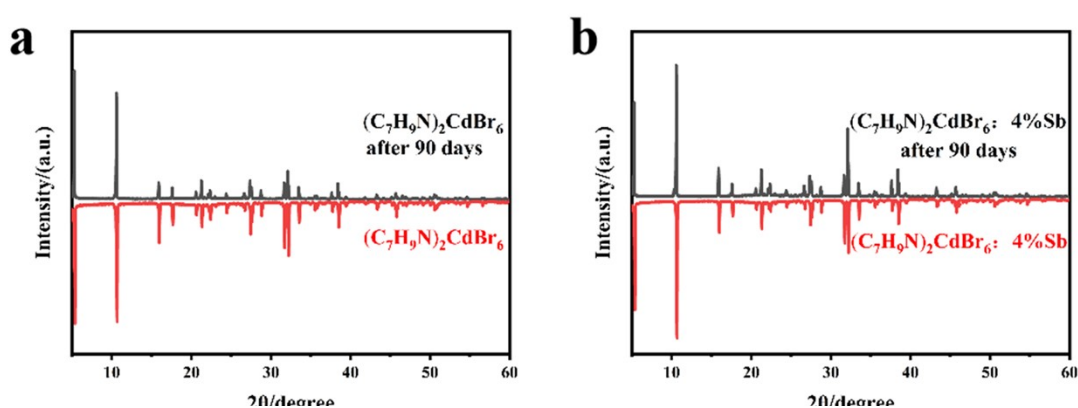 a
Intensity/(a.u.)
(C₇H₉N)₂CdBr₆
after 90 days
(C₇H₉N)₂CdBr₆
10 20 30 40 50 60
2θ/degree
b
Intensity/(a.u.)
(C₇H₉N)₂CdBr₆: 4%Sb
after 90 days
(C₇H₉N)₂CdBr₆: 4%Sb
10 20 30 40 50 60
2θ/degree